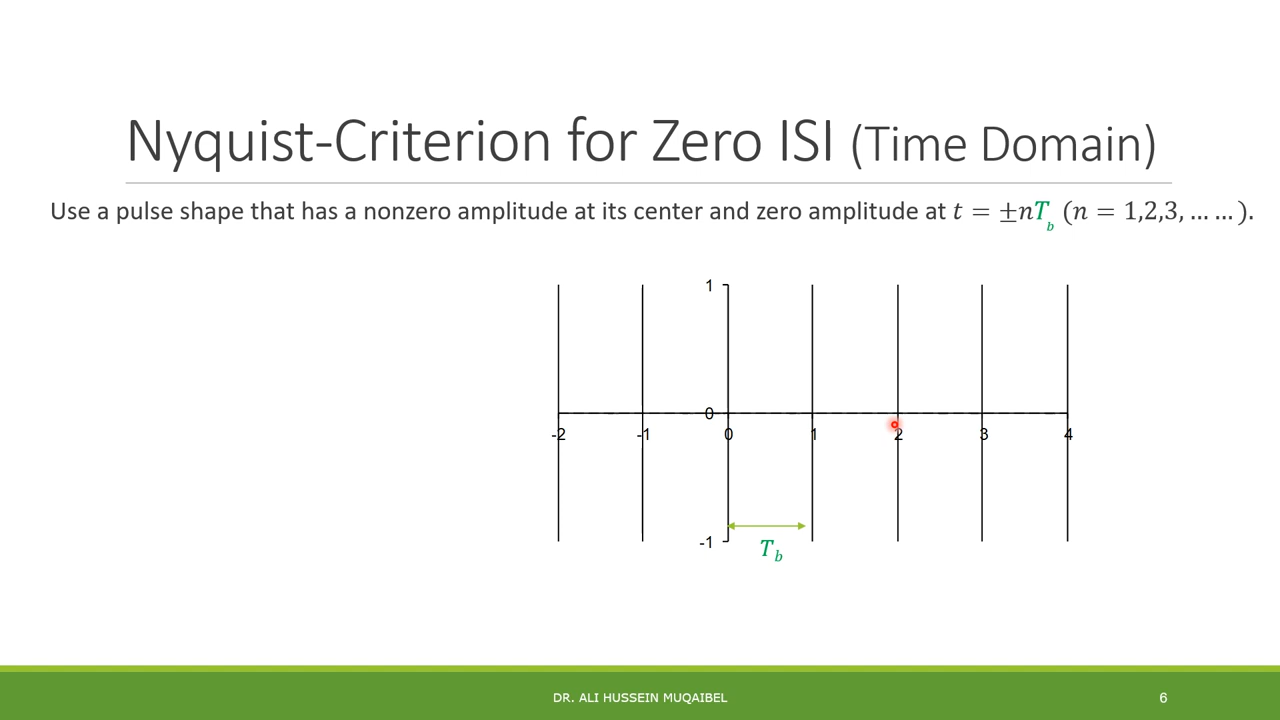 Nyquist-Criterion for Zero ISI (Time Domain)
Use a pulse shape that has a nonzero amplitude at its center and zero amplitude at t = ±nT_b (n = 1,2,3, … … ).
1
0
-2 -1 0 1 2 3 4
-1
T_b
DR. ALI HUSSEIN MUQAIBEL
6